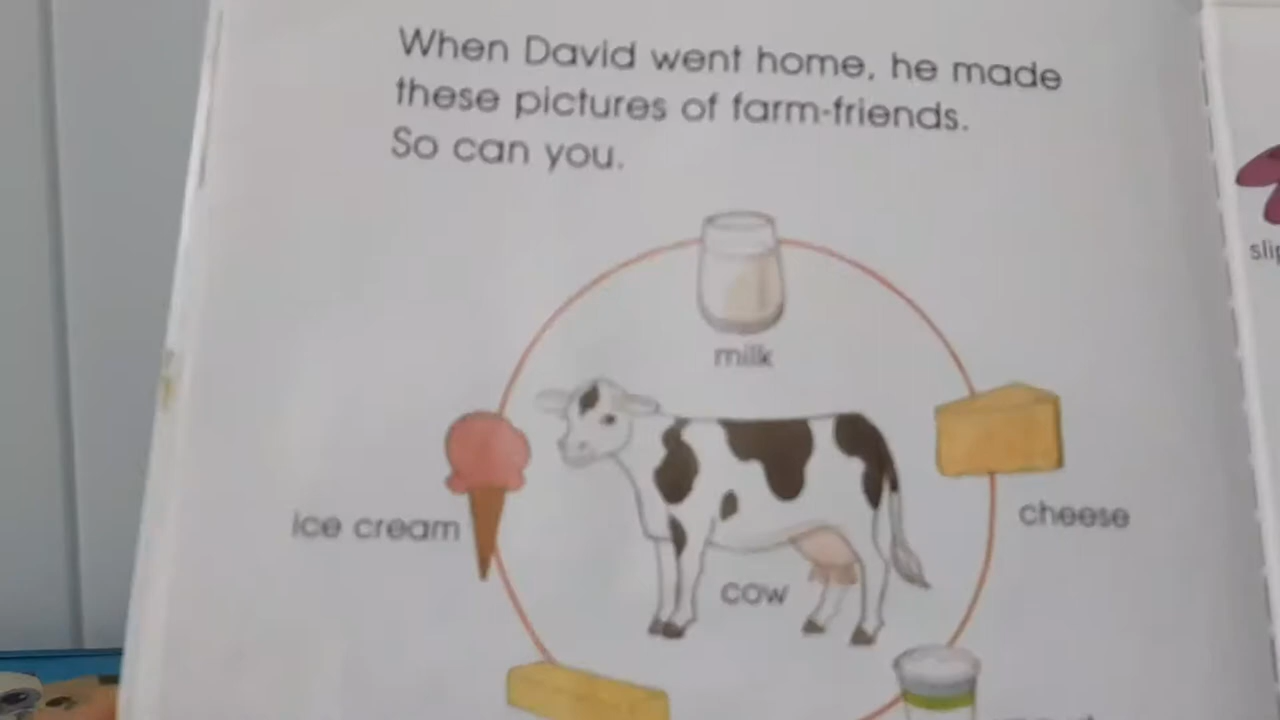 When David went home, he made
these pictures of farm-friends.
So can you.
milk
ice cream
cheese
cow